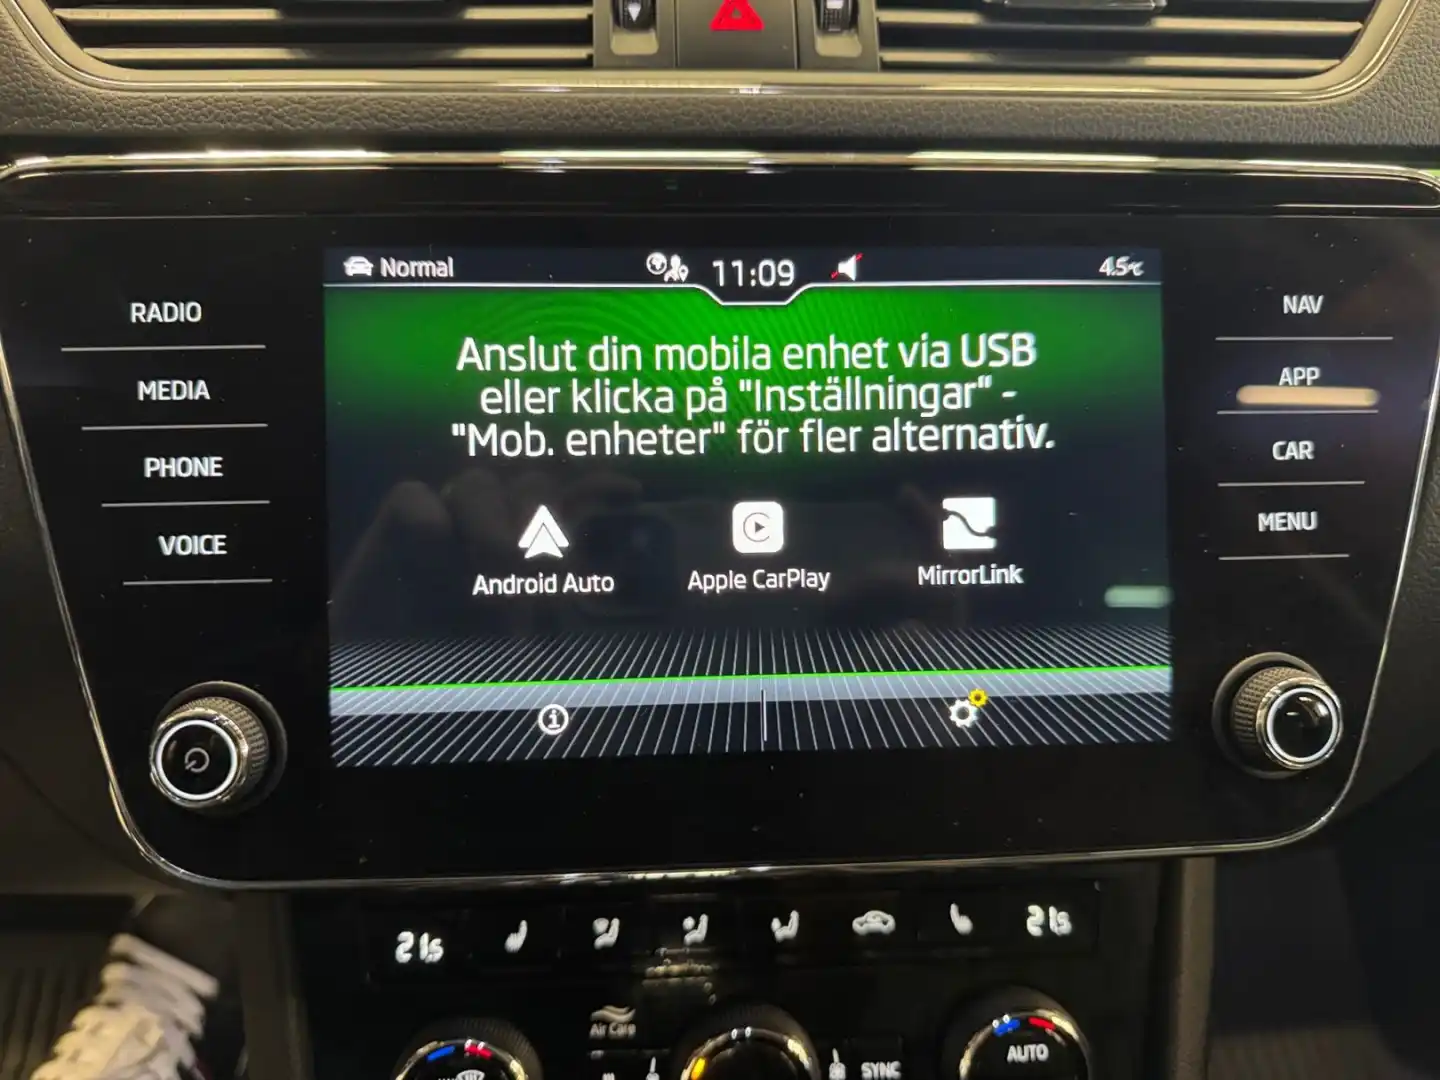 Normal
11:09
4.5°C
RADIO
MEDIA
PHONE
VOICE
Anslut din mobila enhet via USB
eller klicka på "Inställningar" -
"Mob. enheter" för fler alternativ.
Android Auto
Apple CarPlay
MirrorLink
NAV
APP
CAR
MENU
21.5
21.5
Air Care
SYNC
AUTO